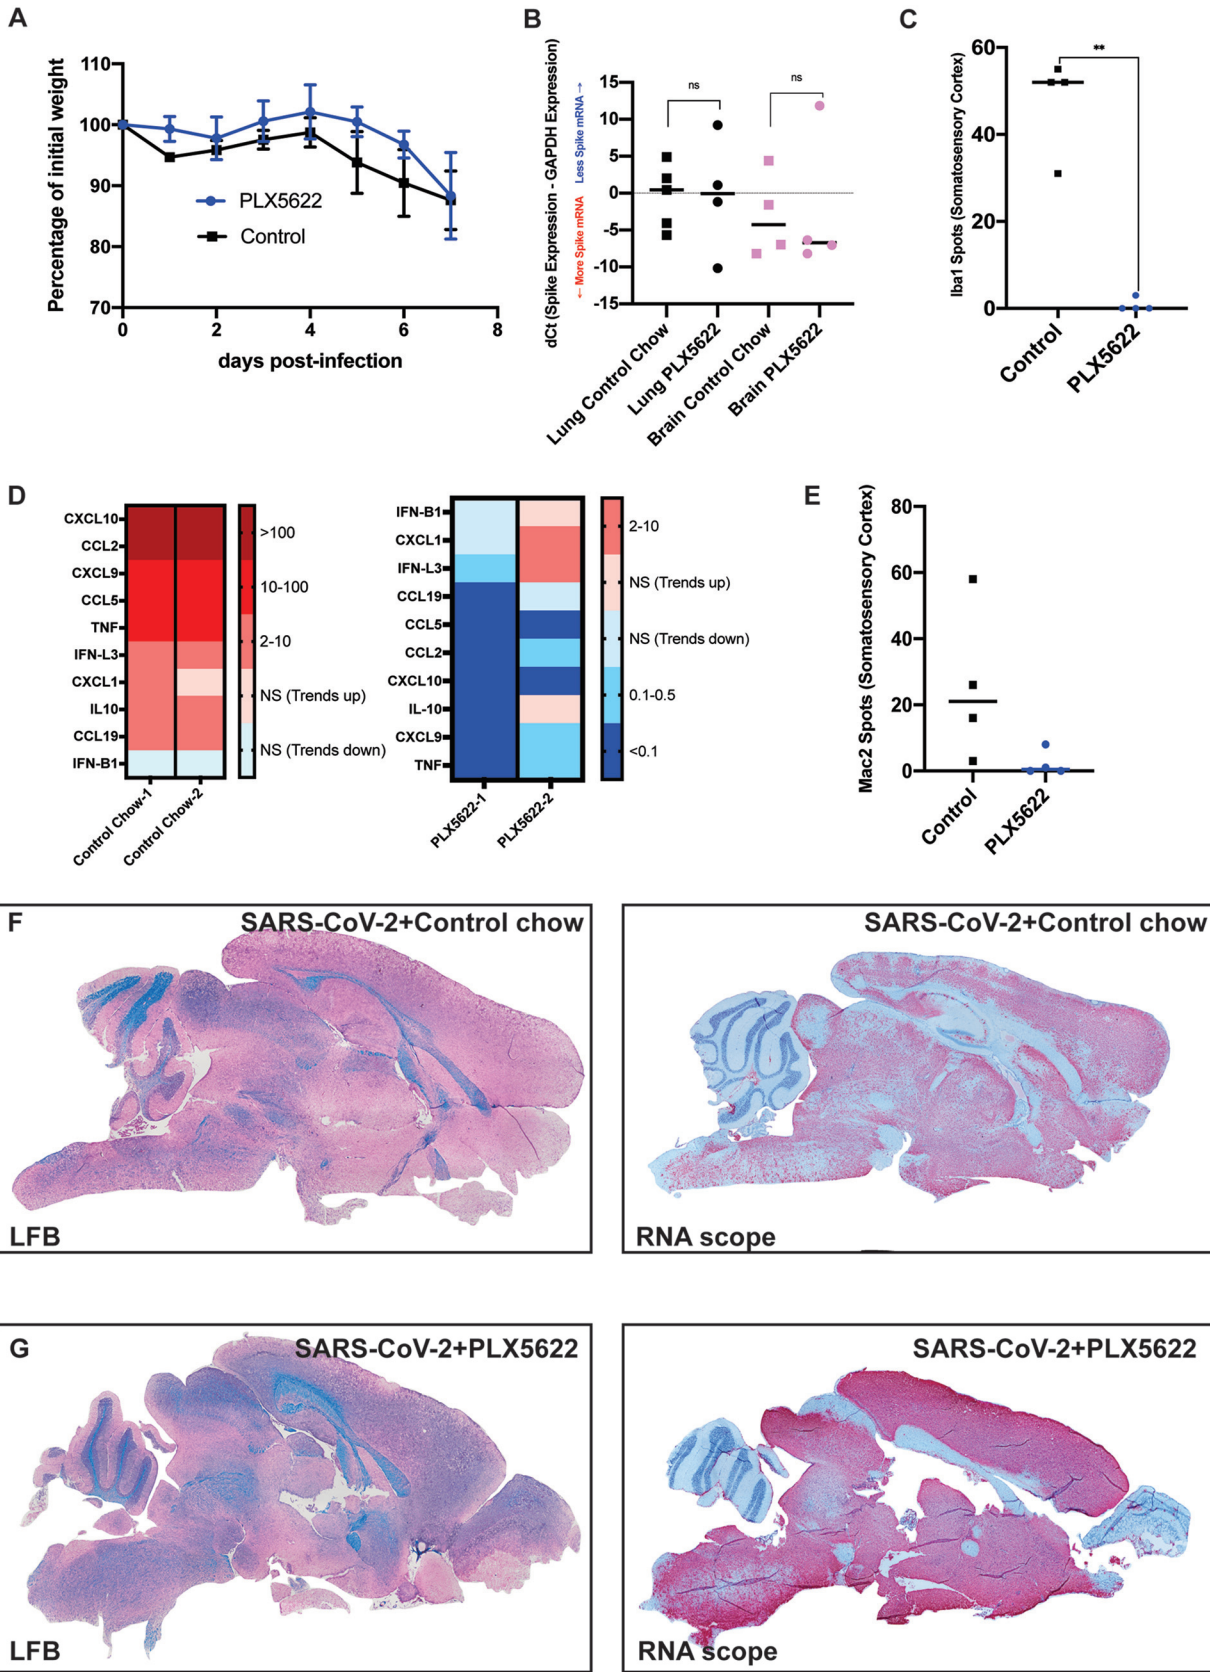 A
Percentage of initial weight
110
100
90
80
70
0
2
4
6
8
days post-infection
PLX5622
Control
B
dCt (Spike Expression - GAPDH Expression)
← More Spike mRNA
Less Spike mRNA →
15
10
5
0
-5
-10
-15
ns
ns
Lung Control Chow
Lung PLX5622
Brain Control Chow
Brain PLX5622
C
Iba1 Spots (Somatosensory Cortex)
60
40
20
0
**
Control
PLX5622
D
CXCL10
CCL2
CXCL9
CCL5
TNF
IFN-L3
CXCL1
IL10
CCL19
IFN-B1
Control Chow-1
Control Chow-2
>100
10-100
2-10
NS (Trends up)
NS (Trends down)
IFN-B1
CXCL1
IFN-L3
CCL19
CCL5
CCL2
CXCL10
IL-10
CXCL9
TNF
PLX5622-1
PLX5622-2
2-10
NS (Trends up)
NS (Trends down)
0.1-0.5
<0.1
E
Mac2 Spots (Somatosensory Cortex)
80
60
40
20
0
Control
PLX5622
F
SARS-CoV-2+Control chow
LFB
SARS-CoV-2+Control chow
RNA scope
G
SARS-CoV-2+PLX5622
LFB
SARS-CoV-2+PLX5622
RNA scope